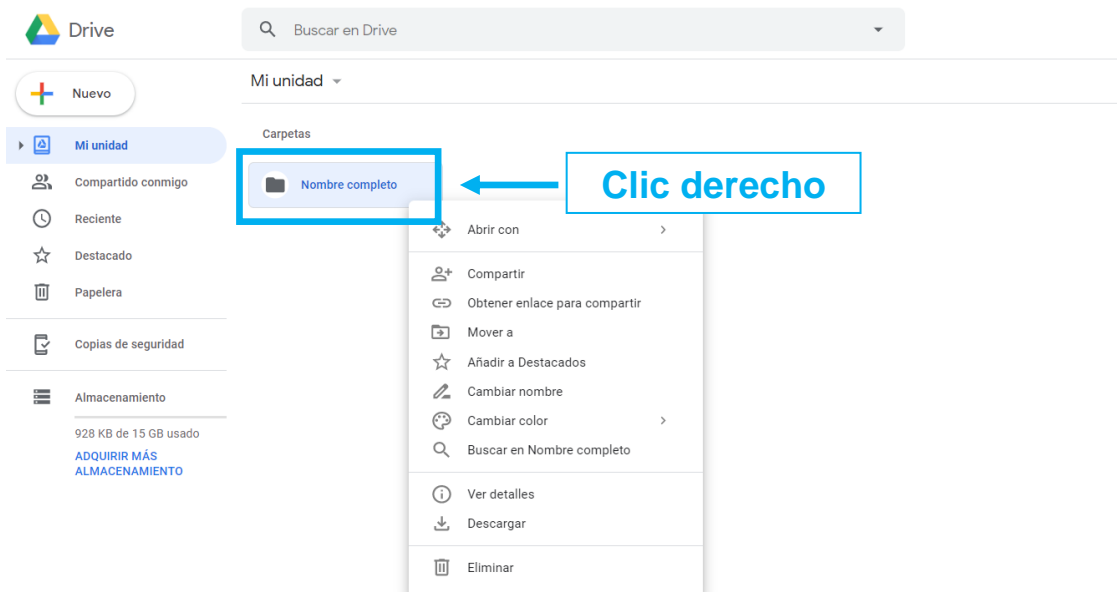 Drive
Buscar en Drive
Nuevo
Mi unidad
Mi unidad
Compartido conmigo
Reciente
Destacado
Papelera
Copias de seguridad
Almacenamiento
928 KB de 15 GB usado
ADQUIRIR MÁS
ALMACENAMIENTO
Carpetas
Nombre completo
Clic derecho
Abrir con
Compartir
Obtener enlace para compartir
Mover a
Añadir a Destacados
Cambiar nombre
Cambiar color
Buscar en Nombre completo
Ver detalles
Descargar
Eliminar